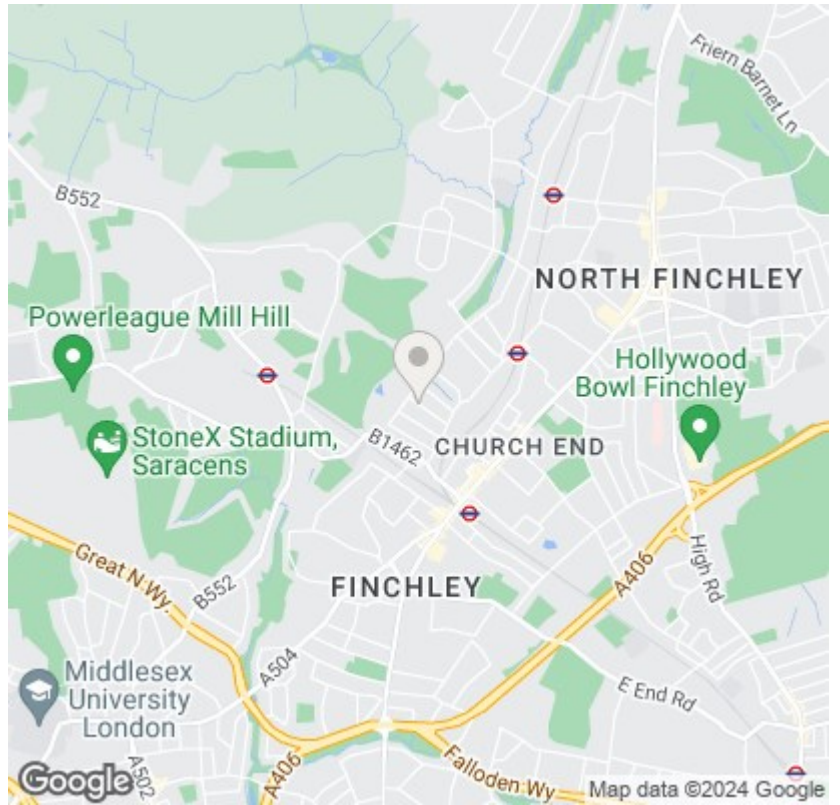 Friern Barnet Ln
B552
NORTH FINCHLEY
Powerleague Mill Hill
Hollywood
Bowl Finchley
StoneX Stadium,
Saracens
B1462
CHURCH END
Great N Wy.
B552
A406
High Rd
FINCHLEY
A504
Middlesex
University
London
E End Rd
A502
A406
Falloden Wy
Google
Map data ©2024 Google